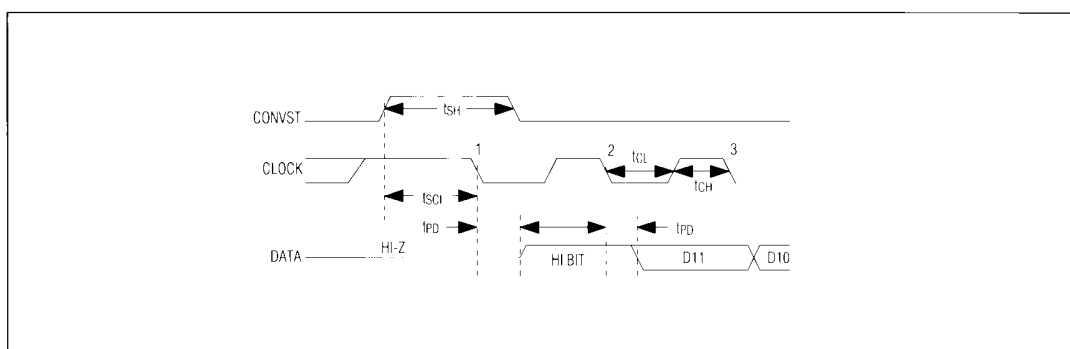 CONVST
tSH
1 2 3
CLOCK
tCL
tCH
tSCI
tPD tPD
HI-Z
DATA
HI BIT D11 D10